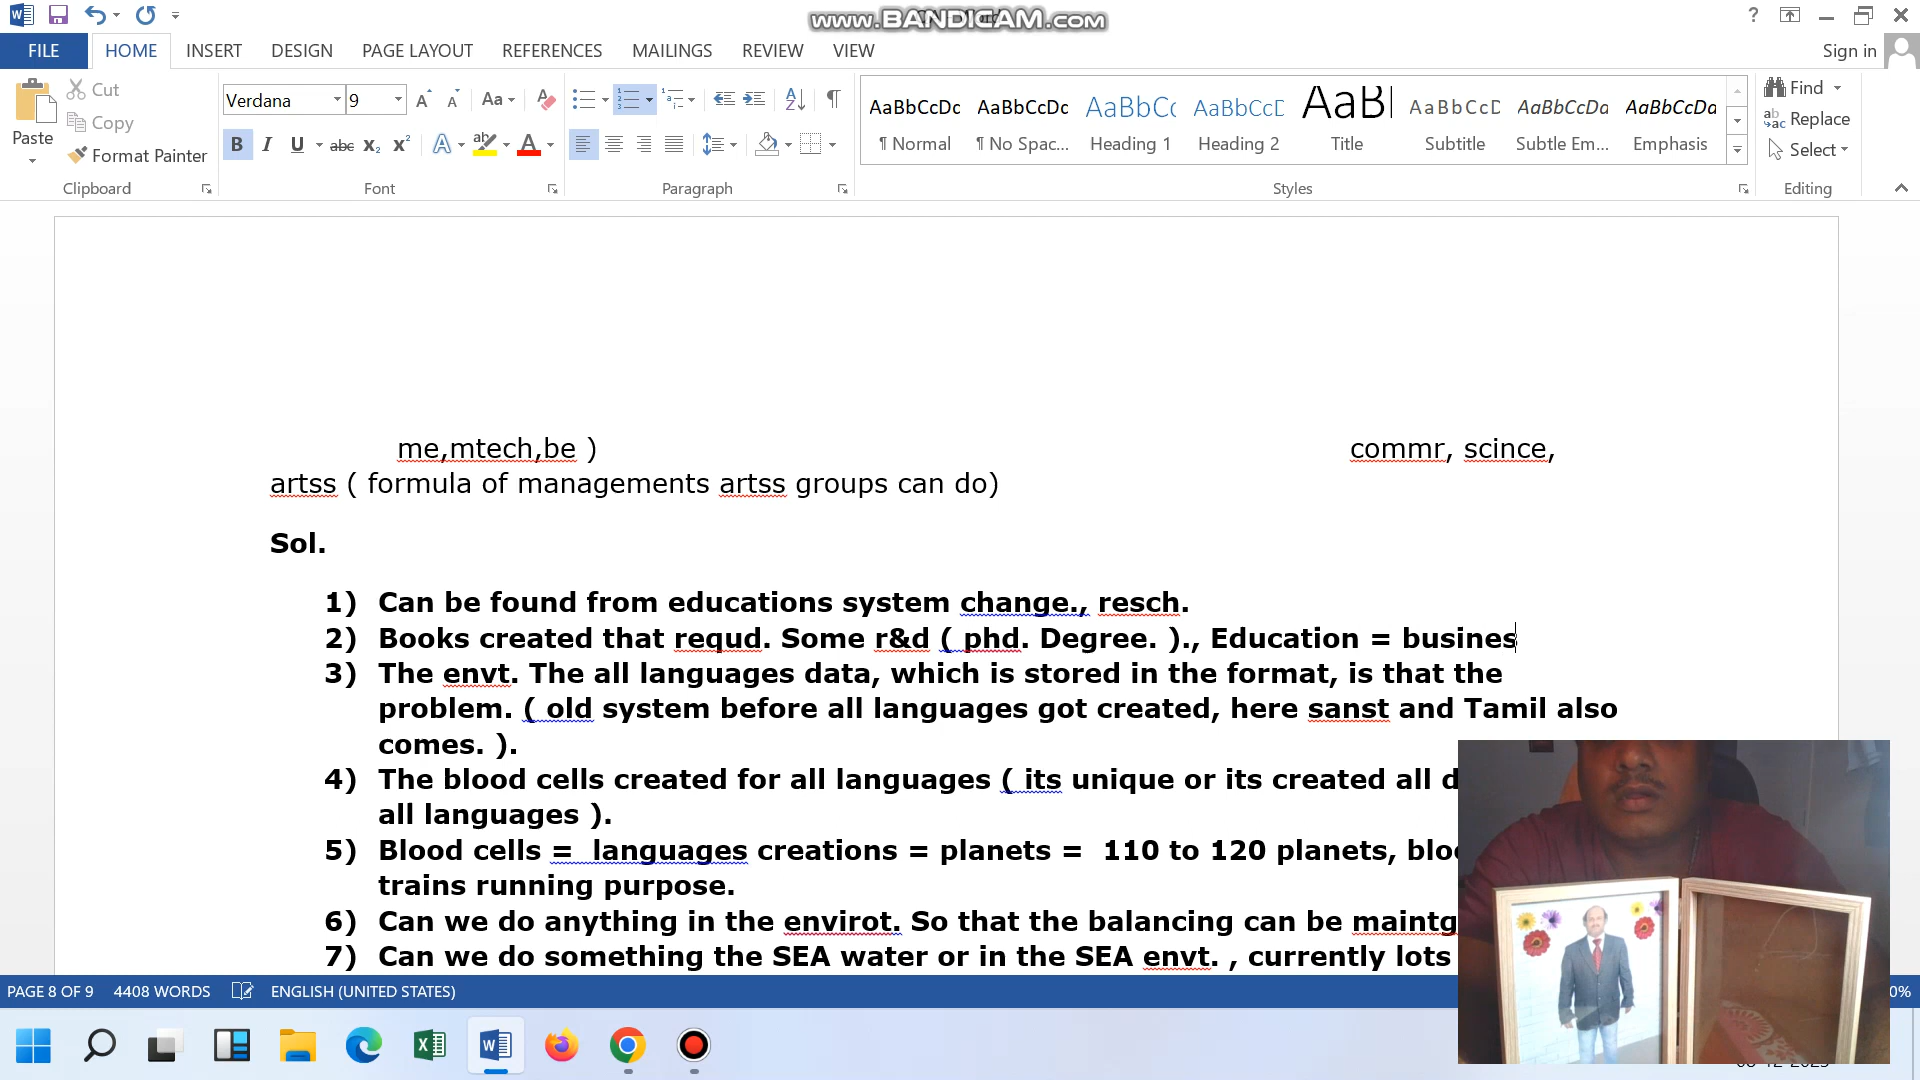 www.BANDICAM.com
FILE HOME INSERT DESIGN PAGE LAYOUT REFERENCES MAILINGS REVIEW VIEW Sign in
Cut
Copy
Format Painter
Paste
Clipboard
Verdana 9
Font
Paragraph
AaBbCcDc AaBbCcDc AaBbC AaBbCcD AaB AaBbCcD AaBbCcDa AaBbCcDa
¶ Normal ¶ No Spac... Heading 1 Heading 2 Title Subtitle Subtle Em... Emphasis
Styles
Find
Replace
Select
Editing
me,mtech,be ) commr, scince,
artss ( formula of managements artss groups can do)
Sol.
1) Can be found from educations system change., resch.
2) Books created that requd. Some r&d ( phd. Degree. )., Education = busines
3) The envt. The all languages data, which is stored in the format, is that the
problem. ( old system before all languages got created, here sanst and Tamil also
comes. ).
4) The blood cells created for all languages ( its unique or its created all d
all languages ).
5) Blood cells = languages creations = planets = 110 to 120 planets, bloo
trains running purpose.
6) Can we do anything in the envirot. So that the balancing can be maintg
7) Can we do something the SEA water or in the SEA envt. , currently lots
PAGE 8 OF 9 4408 WORDS ENGLISH (UNITED STATES)